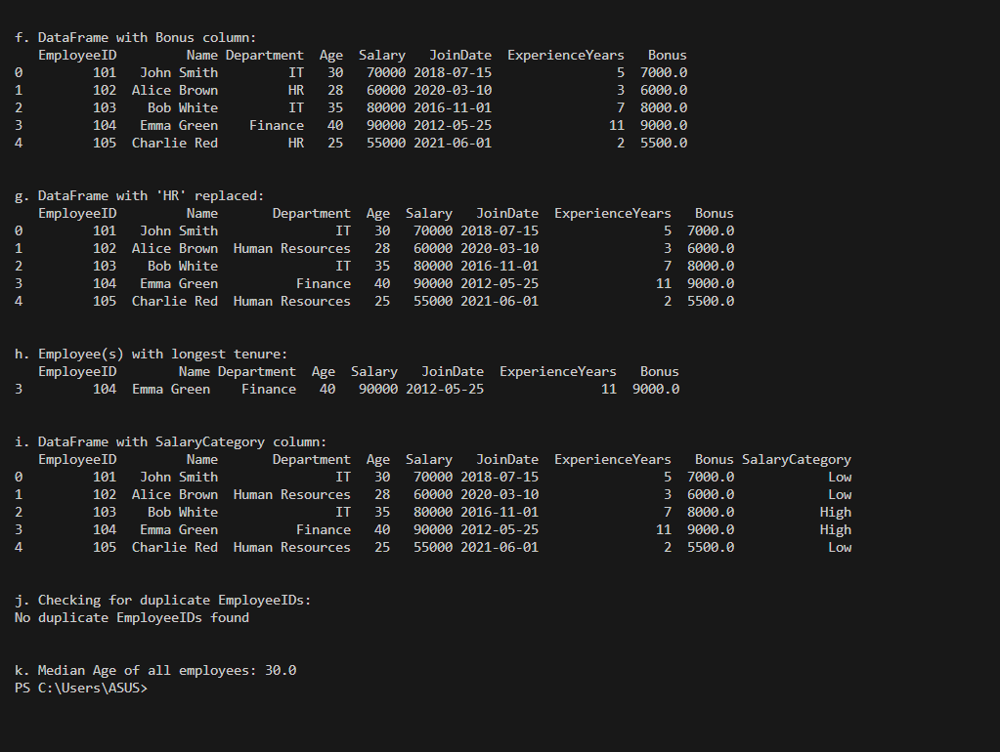 f. DataFrame with Bonus column:
   EmployeeID         Name Department  Age  Salary   JoinDate  ExperienceYears   Bonus
0         101   John Smith         IT   30   70000 2018-07-15                5  7000.0
1         102  Alice Brown         HR   28   60000 2020-03-10                3  6000.0
2         103    Bob White         IT   35   80000 2016-11-01                7  8000.0
3         104   Emma Green    Finance   40   90000 2012-05-25               11  9000.0
4         105  Charlie Red         HR   25   55000 2021-06-01                2  5500.0
g. DataFrame with 'HR' replaced:
   EmployeeID         Name       Department  Age  Salary   JoinDate  ExperienceYears   Bonus
0         101   John Smith               IT   30   70000 2018-07-15                5  7000.0
1         102  Alice Brown  Human Resources   28   60000 2020-03-10                3  6000.0
2         103    Bob White               IT   35   80000 2016-11-01                7  8000.0
3         104   Emma Green          Finance   40   90000 2012-05-25               11  9000.0
4         105  Charlie Red  Human Resources   25   55000 2021-06-01                2  5500.0
h. Employee(s) with longest tenure:
   EmployeeID        Name Department  Age  Salary   JoinDate  ExperienceYears   Bonus
3         104  Emma Green    Finance   40   90000 2012-05-25               11  9000.0
i. DataFrame with SalaryCategory column:
   EmployeeID         Name       Department  Age  Salary   JoinDate  ExperienceYears   Bonus SalaryCategory
0         101   John Smith               IT   30   70000 2018-07-15                5  7000.0            Low
1         102  Alice Brown  Human Resources   28   60000 2020-03-10                3  6000.0            Low
2         103    Bob White               IT   35   80000 2016-11-01                7  8000.0           High
3         104   Emma Green          Finance   40   90000 2012-05-25               11  9000.0           High
4         105  Charlie Red  Human Resources   25   55000 2021-06-01                2  5500.0            Low
j. Checking for duplicate EmployeeIDs:
No duplicate EmployeeIDs found
k. Median Age of all employees: 30.0
PS C:\Users\ASUS>